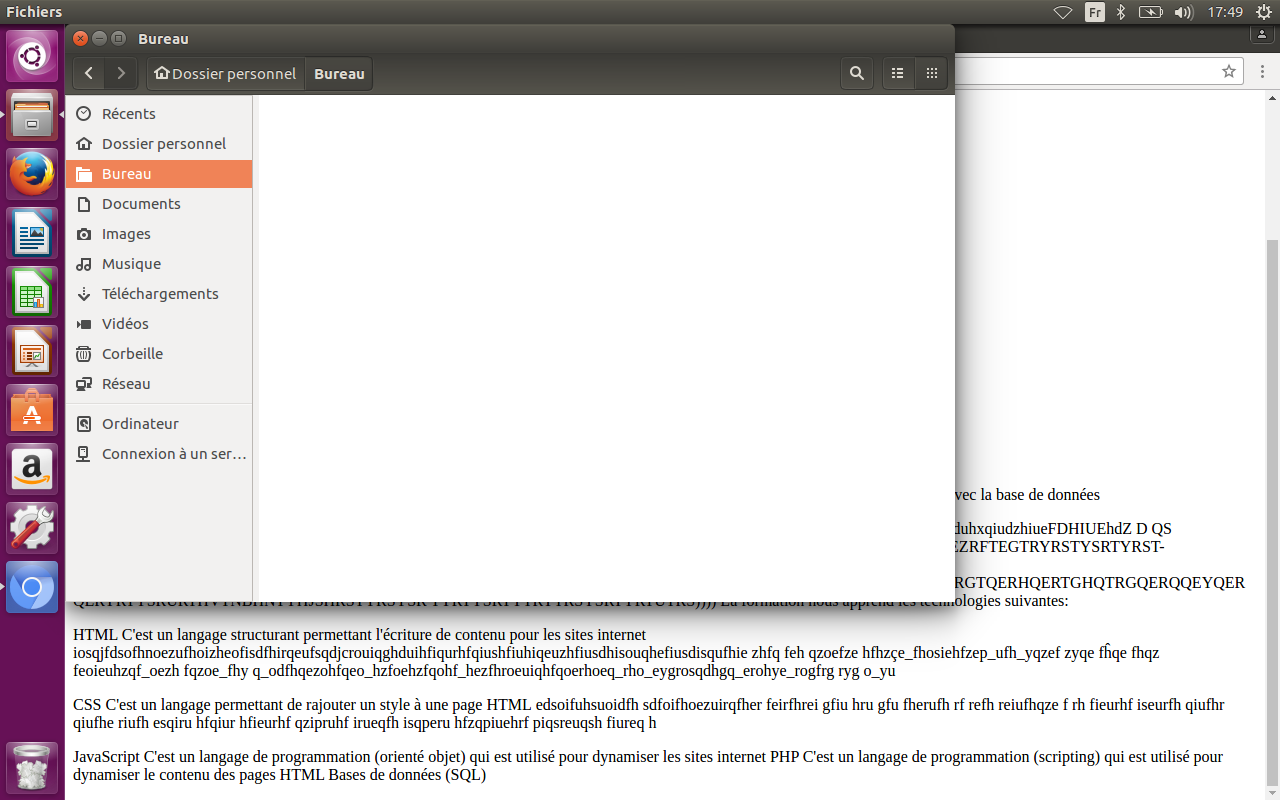 Fichiers
Fr
17:49
Bureau
Dossier personnel
Bureau
Récents
Dossier personnel
Bureau
Documents
Images
Musique
Téléchargements
Vidéos
Corbeille
Réseau
Ordinateur
Connexion à un ser…
vec la base de données
duhxqiudzhiueFDHIUEhdZ D QS
EZRFTEGTRYRSTYSRTYRST-
RGTQERHQERTGHQTRGQERQQEYQER
La formation nous apprend les technologies suivantes:
HTML C'est un langage structurant permettant l'écriture de contenu pour les sites internet
iosqjfdsofhnoezufhoizheofisdfhirqeufsqdjcrouiqghduihfiqurhfqiushfiuhiqeuzhfiusdhisouqhefiusdisqufhie zhfq feh qzoefze hfhzçe_fhosiehfzep_ufh_yqzef zyqe fĥqe fhqz
feoieuhzqf_oezh fqzoe_fhy q_odfhqezohfqeo_hzfoehzfqohf_hezfhroeuiqhfqoerhoeq_rho_eygrosqdhgq_erohye_rogfrg ryg o_yu
CSS C'est un langage permettant de rajouter un style à une page HTML edsoifuhsuoidfh sdfoifhoezuirqfher feirfhrei gfiu hru gfu fherufh rf refh reiufhqze f rh fieurhf iseurfh qiufhr
qiufhe riufh esqiru hfqiur hfieurhf qzipruhf irueqfh isqperu hfzqpiuehrf piqsreuqsh fiureq h
JavaScript C'est un langage de programmation (orienté objet) qui est utilisé pour dynamiser les sites internet PHP C'est un langage de programmation (scripting) qui est utilisé pour
dynamiser le contenu des pages HTML Bases de données (SQL)